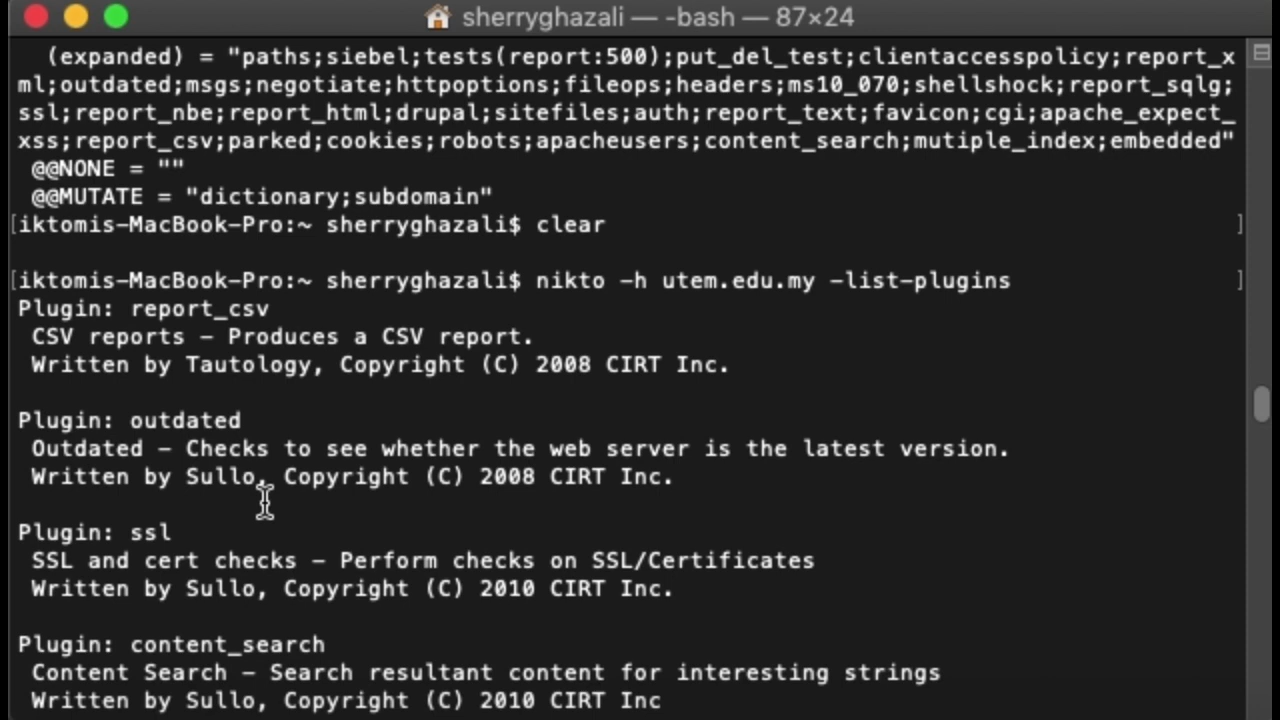 sherryghazali — -bash — 87×24
(expanded) = "paths;siebel;tests(report:500);put_del_test;clientaccesspolicy;report_x
ml;outdated;msgs;negotiate;httpoptions;fileops;headers;ms10_070;shellshock;report_sqlg;
ssl;report_nbe;report_html;drupal;sitefiles;auth;report_text;favicon;cgi;apache_expect_
xss;report_csv;parked;cookies;robots;apacheusers;content_search;mutiple_index;embedded"
@@NONE = ""
@@MUTATE = "dictionary;subdomain"
[iktomis-MacBook-Pro:~ sherryghazali$ clear ]
[iktomis-MacBook-Pro:~ sherryghazali$ nikto -h utem.edu.my -list-plugins ]
Plugin: report_csv
CSV reports - Produces a CSV report.
Written by Tautology, Copyright (C) 2008 CIRT Inc.
Plugin: outdated
Outdated - Checks to see whether the web server is the latest version.
Written by Sullo, Copyright (C) 2008 CIRT Inc.
Plugin: ssl
SSL and cert checks - Perform checks on SSL/Certificates
Written by Sullo, Copyright (C) 2010 CIRT Inc.
Plugin: content_search
Content Search - Search resultant content for interesting strings
Written by Sullo, Copyright (C) 2010 CIRT Inc